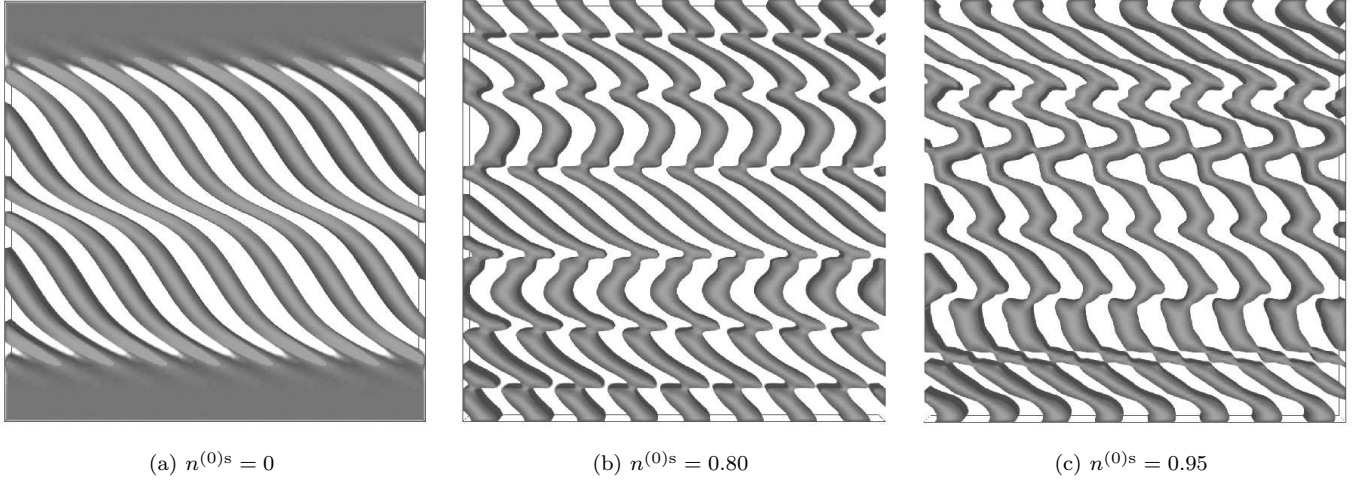 (a) n⁽⁰⁾ˢ = 0
(b) n⁽⁰⁾ˢ = 0.80
(c) n⁽⁰⁾ˢ = 0.95